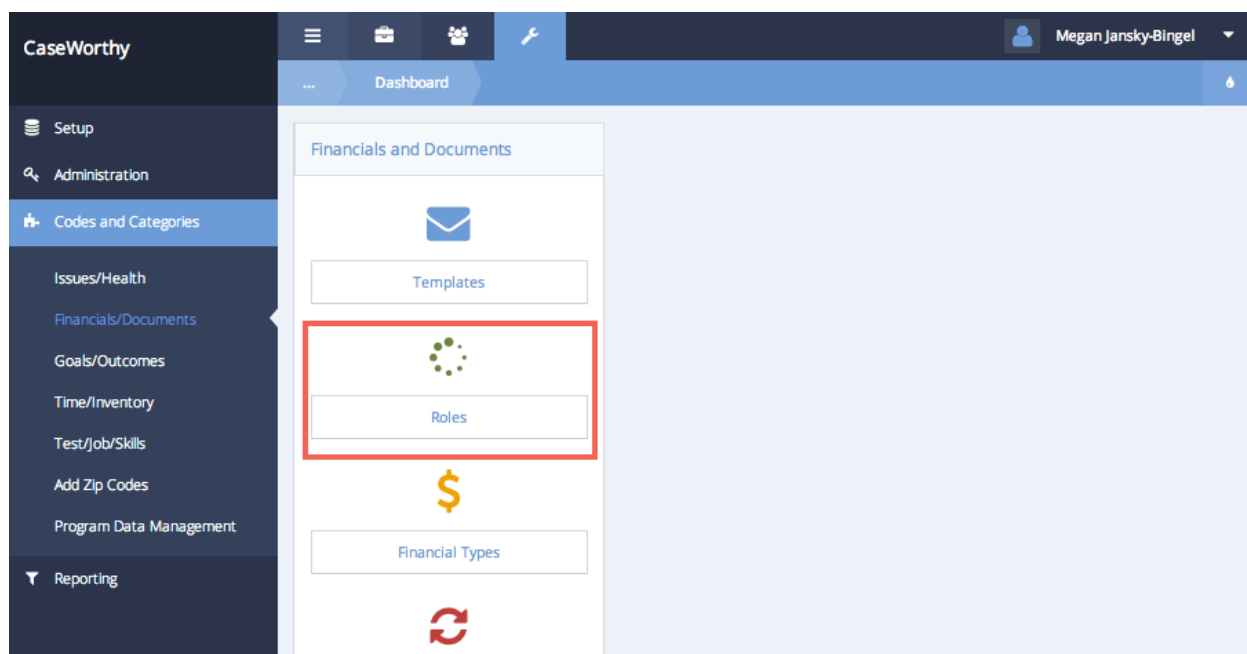 CaseWorthy
Megan Jansky-Bingel
...
Dashboard
Setup
Administration
Codes and Categories
Issues/Health
Financials/Documents
Goals/Outcomes
Time/Inventory
Test/Job/Skills
Add Zip Codes
Program Data Management
Reporting
Financials and Documents
Templates
Roles
$
Financial Types